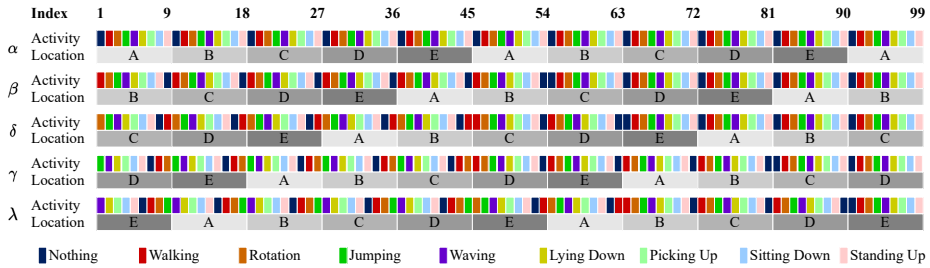 Index 1 9 18 27 36 45 54 63 72 81 90 99
α Activity
Location A B C D E A B C D E A
β Activity
Location B C D E A B C D E A B
δ Activity
Location C D E A B C D E A B C
γ Activity
Location D E A B C D E A B C D
λ Activity
Location E A B C D E A B C D E
Nothing Walking Rotation Jumping Waving Lying Down Picking Up Sitting Down Standing Up